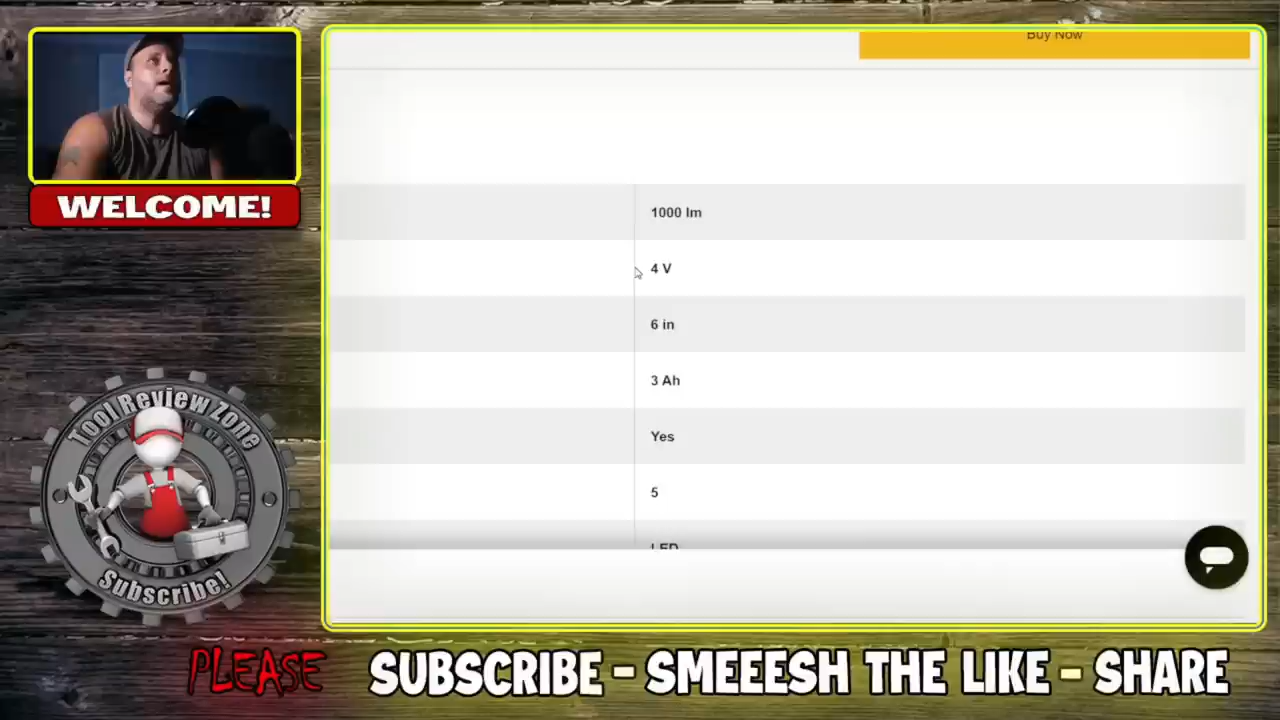 Buy Now
WELCOME!
1000 lm
4 V
6 in
3 Ah
Yes
5
LED
Tool Review Zone
Subscribe!
PLEASE SUBSCRIBE - SMEEESH THE LIKE - SHARE